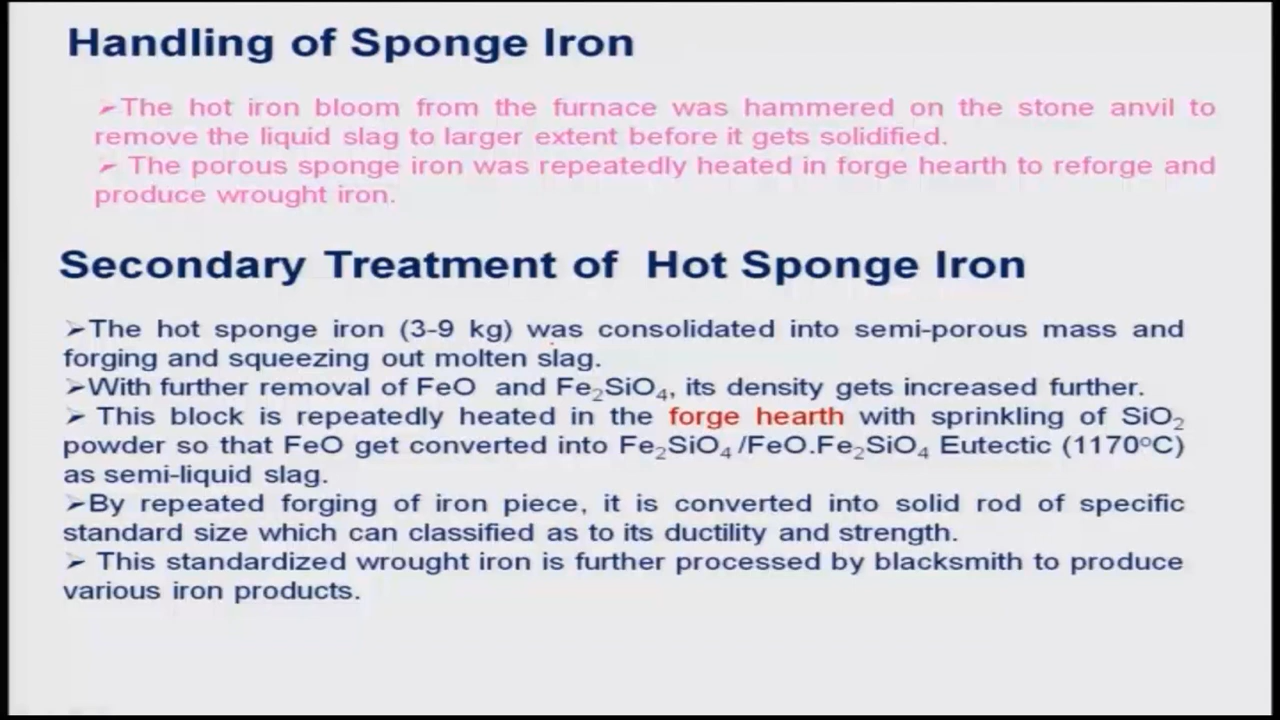 Handling of Sponge Iron
➢The hot iron bloom from the furnace was hammered on the stone anvil to
remove the liquid slag to larger extent before it gets solidified.
➢ The porous sponge iron was repeatedly heated in forge hearth to reforge and
produce wrought iron.
Secondary Treatment of Hot Sponge Iron
➢The hot sponge iron (3-9 kg) was consolidated into semi-porous mass and
forging and squeezing out molten slag.
➢With further removal of FeO and Fe₂SiO₄, its density gets increased further.
➢ This block is repeatedly heated in the forge hearth with sprinkling of SiO₂
powder so that FeO get converted into Fe₂SiO₄ /FeO.Fe₂SiO₄ Eutectic (1170ºC)
as semi-liquid slag.
➢By repeated forging of iron piece, it is converted into solid rod of specific
standard size which can classified as to its ductility and strength.
➢ This standardized wrought iron is further processed by blacksmith to produce
various iron products.